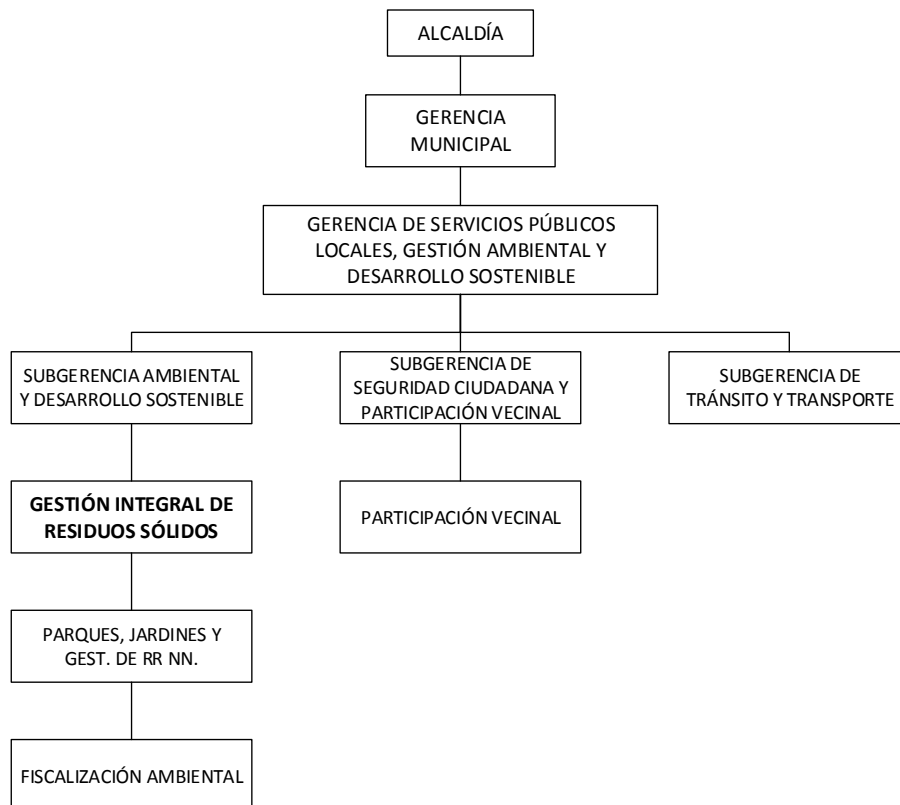 ALCALDÍA
GERENCIA
MUNICIPAL
GERENCIA DE SERVICIOS PÚBLICOS
LOCALES, GESTIÓN AMBIENTAL Y
DESARROLLO SOSTENIBLE
SUBGERENCIA AMBIENTAL
Y DESARROLLO SOSTENIBLE
SUBGERENCIA DE
SEGURIDAD CIUDADANA Y
PARTICIPACIÓN VECINAL
SUBGERENCIA DE
TRÁNSITO Y TRANSPORTE
GESTIÓN INTEGRAL DE
RESIDUOS SÓLIDOS
PARTICIPACIÓN VECINAL
PARQUES, JARDINES Y
GEST. DE RR NN.
FISCALIZACIÓN AMBIENTAL